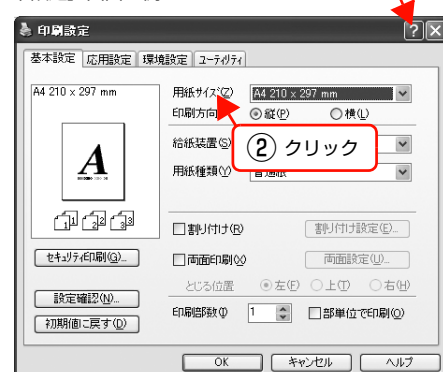 印刷設定
基本設定 応用設定 環境設定 ユーティリティ
A4 210 × 297 mm
用紙サイズ(Z) A4 210 x 297 mm
印刷方向 縦(P) 横(L)
給紙装置(S)
② クリック
用紙種類(Y) 普通紙
A
1 2 3
割り付け(R) 割り付け設定(E)...
セキュリティ印刷(G)...
両面印刷(X) 両面設定(U)...
とじる位置 左(F) 上(T) 右(H)
設定確認(N)...
印刷部数(I) 1 部単位で印刷(O)
初期値に戻す(D)
OK キャンセル ヘルプ